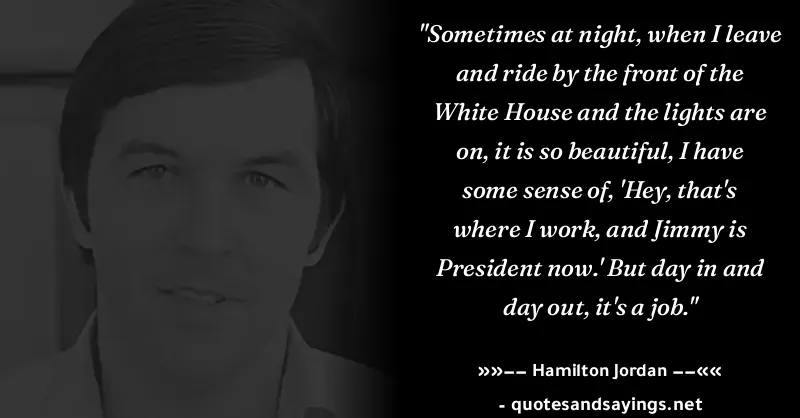 "Sometimes at night, when I leave
and ride by the front of the
White House and the lights are
on, it is so beautiful, I have
some sense of, 'Hey, that's
where I work, and Jimmy is
President now.' But day in and
day out, it's a job."
»»−− Hamilton Jordan −−««
- quotesandsayings.net